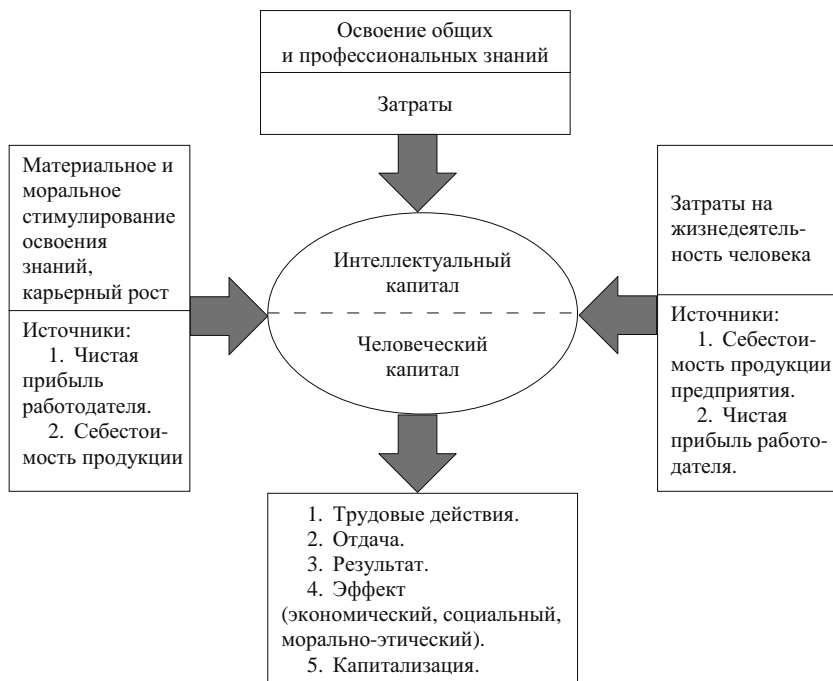 Освоение общих
и профессиональных знаний
Затраты
Материальное и
моральное
стимулирование
освоения
знаний,
карьерный рост
Источники:
1. Чистая
прибыль
работодателя.
2. Себестои-
мость продукции
Интеллектуальный
капитал
Человеческий
капитал
Затраты на
жизнедеятель-
ность человека
Источники:
1. Себестои-
мость продукции
предприятия.
2. Чистая
прибыль работо-
дателя.
1. Трудовые действия.
2. Отдача.
3. Результат.
4. Эффект
(экономический, социальный,
морально-этический).
5. Капитализация.